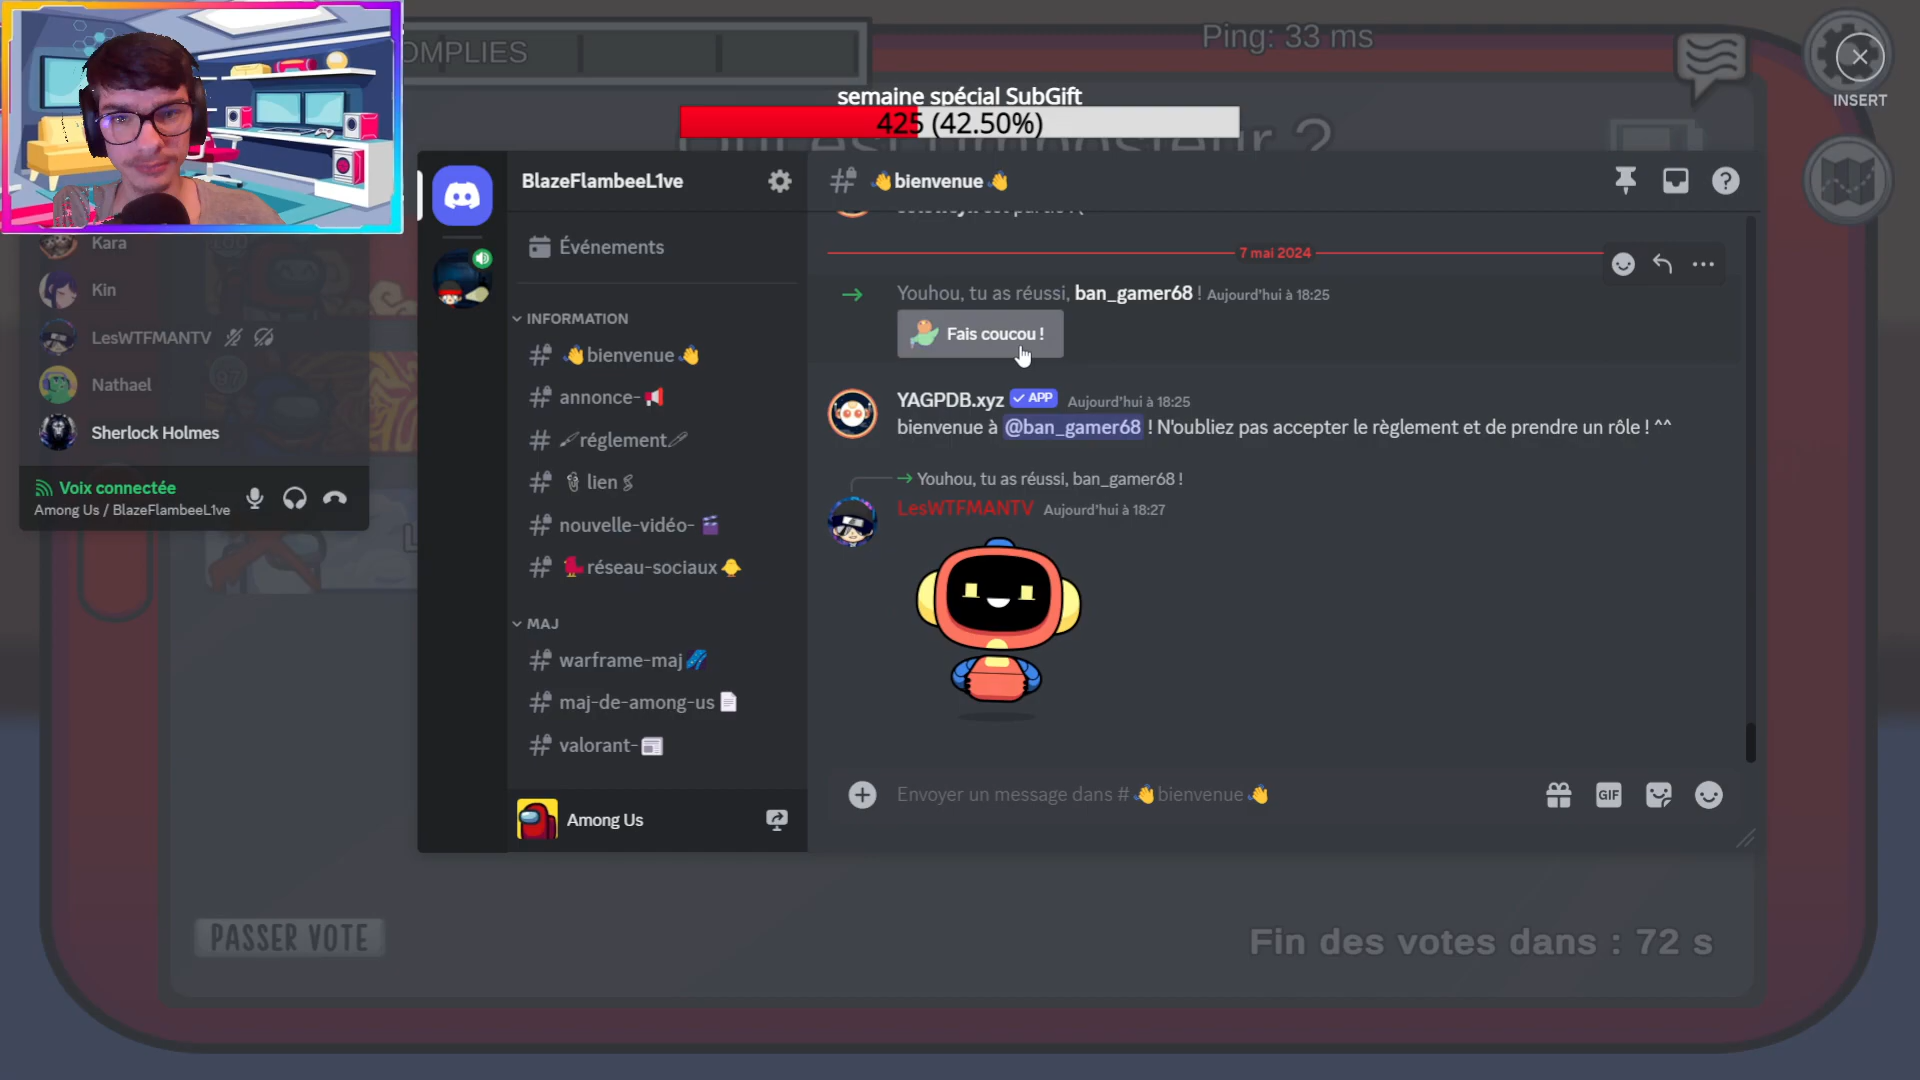 OMPLIES
Ping: 33 ms
INSERT
semaine spécial SubGift
425 (42.50%)
Kara
Kin
LesWTFMANTV
Nathael
Sherlock Holmes
Voix connectée
Among Us / BlazeFlambeeL1ve
BlazeFlambeeL1ve
Événements
INFORMATION
👋bienvenue👋
annonce-📢
🖌réglement🖊
📎lien🔗
nouvelle-vidéo-🎬
réseau-sociaux
MAJ
warframe-maj
maj-de-among-us📄
valorant-📰
Among Us
👋bienvenue👋
7 mai 2024
Youhou, tu as réussi, ban_gamer68 ! Aujourd'hui à 18:25
Fais coucou !
YAGPDB.xyz ✓ APP Aujourd'hui à 18:25
bienvenue à @ban_gamer68 ! N'oubliez pas accepter le règlement et de prendre un rôle ! ^^
Youhou, tu as réussi, ban_gamer68 !
LesWTFMANTV Aujourd'hui à 18:27
Envoyer un message dans # 👋bienvenue👋
GIF
PASSER VOTE
Fin des votes dans : 72 s